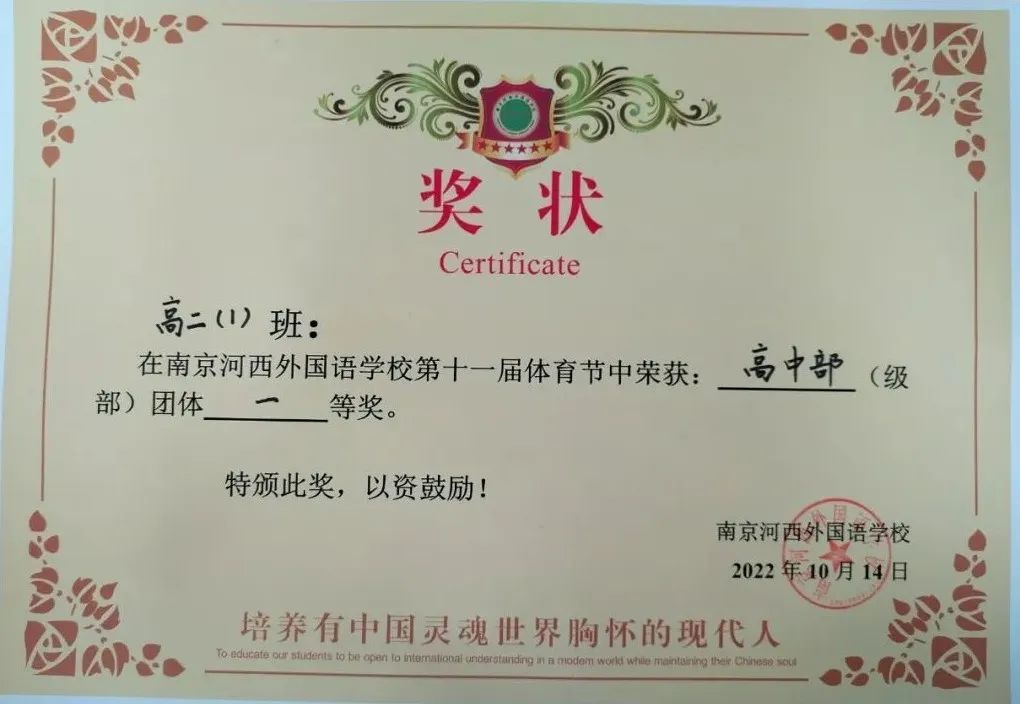 奖 状
Certificate
高二(1)班：
在南京河西外国语学校第十一届体育节中荣获：高中部（级
部）团体一等奖。
特颁此奖，以资鼓励！
南京河西外国语学校
2022 年 10 月 14 日
培养有中国灵魂世界胸怀的现代人
To educate our students to be open to international understanding in a modern world while maintaining their Chinese soul